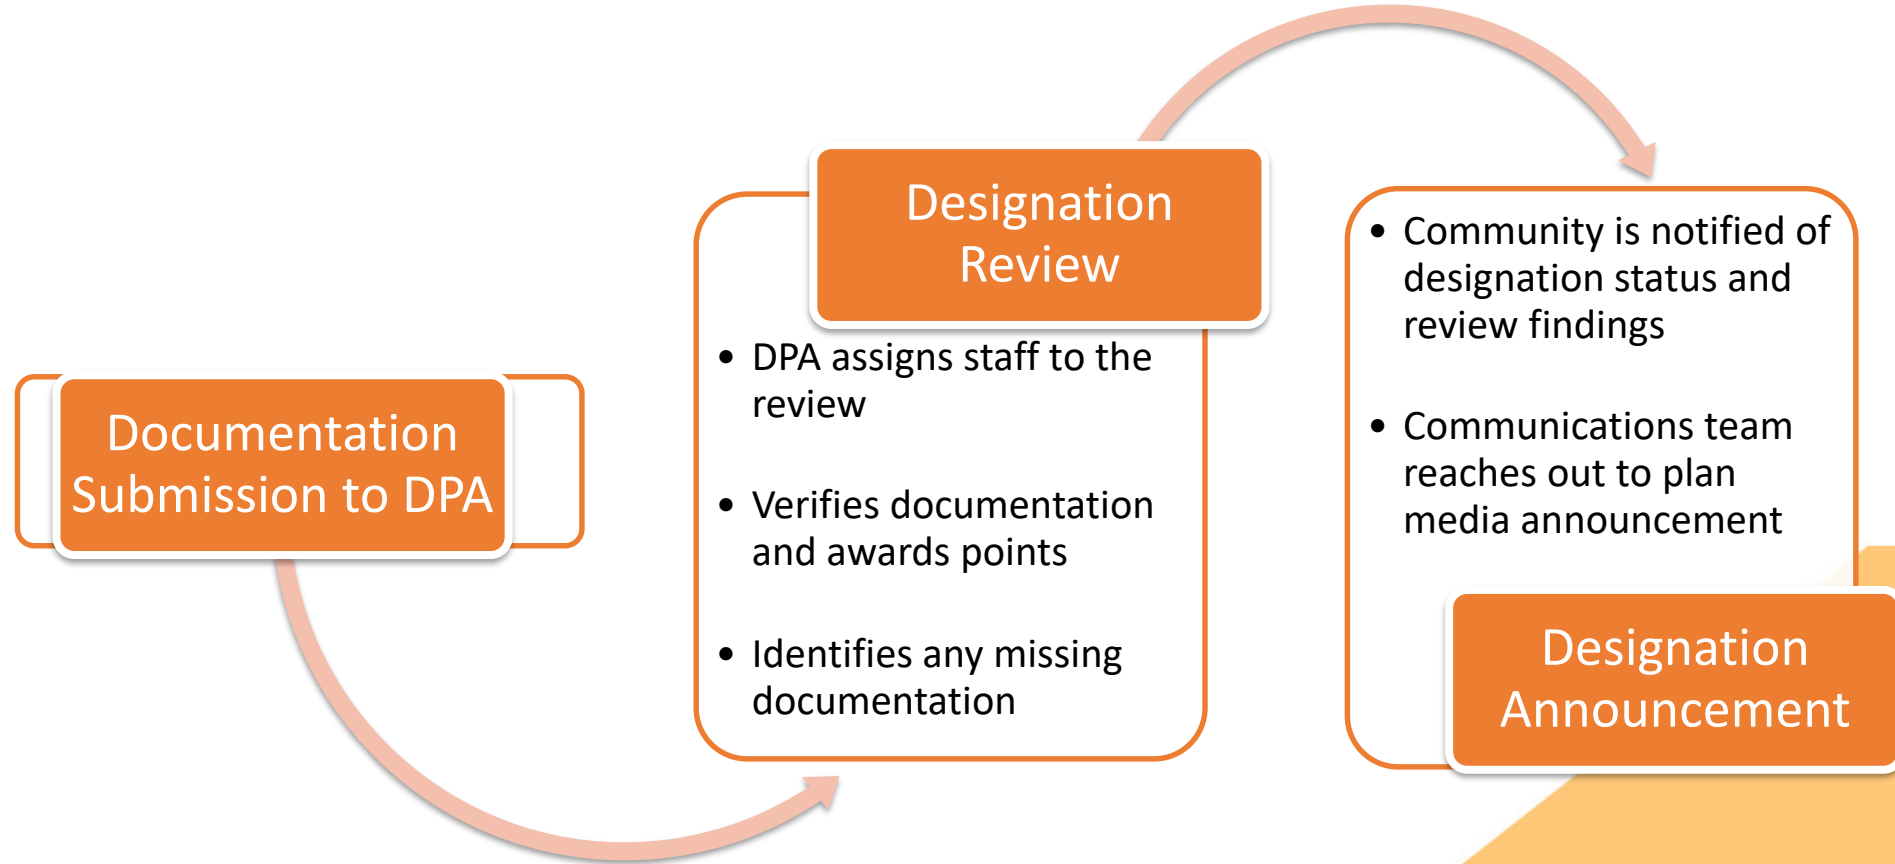 Documentation
Submission to DPA
Designation
Review
• DPA assigns staff to the
review
• Verifies documentation
and awards points
• Identifies any missing
documentation
• Community is notified of
designation status and
review findings
• Communications team
reaches out to plan
media announcement
Designation
Announcement